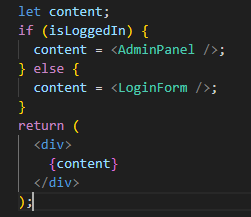 let content;
if (isLoggedIn) {
  content = <AdminPanel />;
} else {
  content = <LoginForm />;
}
return (
  <div>
    {content}
  </div>
);